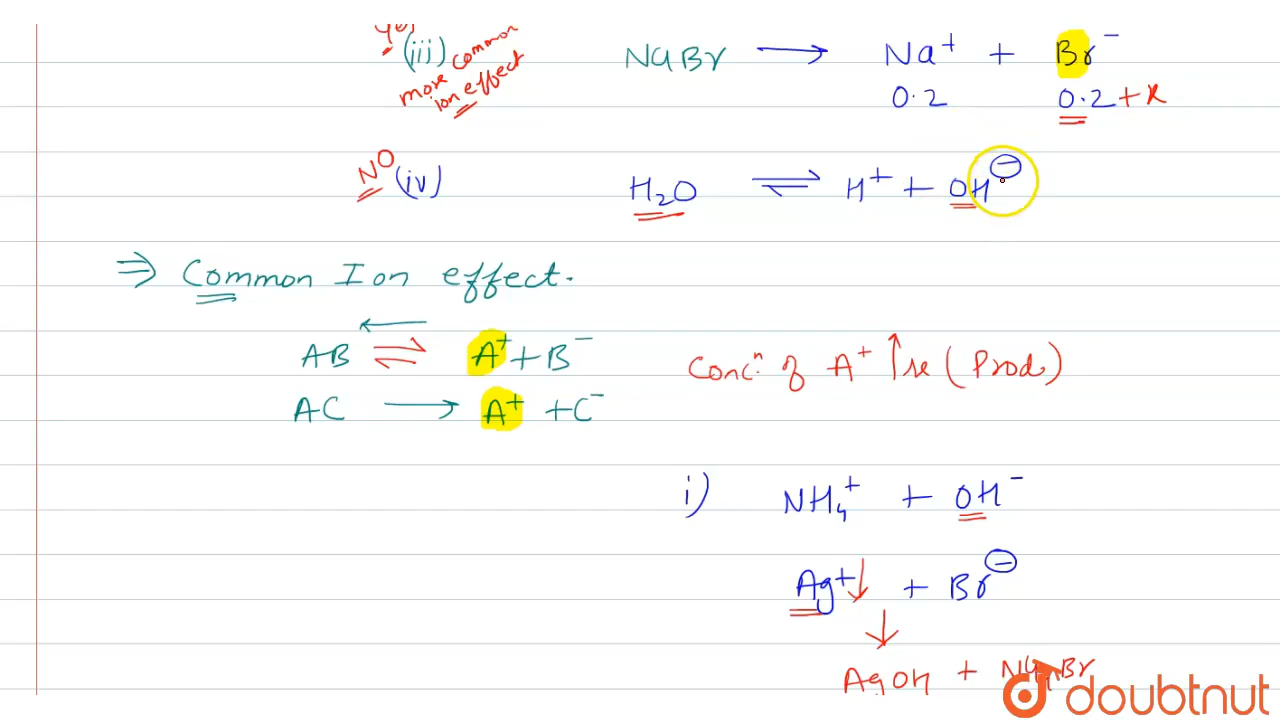 yes
(iii) NaBr → Na⁺ + Br⁻
more common
ion effect
0.2 0.2 + x
NO (iv) H₂O ⇌ H⁺ + OH⁻
⇒ Common Ion effect.
←
AB ⇌ A⁺ + B⁻
Concⁿ. of A⁺ ↑se (Prod)
AC → A⁺ + C⁻
i) NH₄⁺ + OH⁻
Ag⁺ ↓ + Br⁻
↓
AgOH + NH₄Br
doubtnut